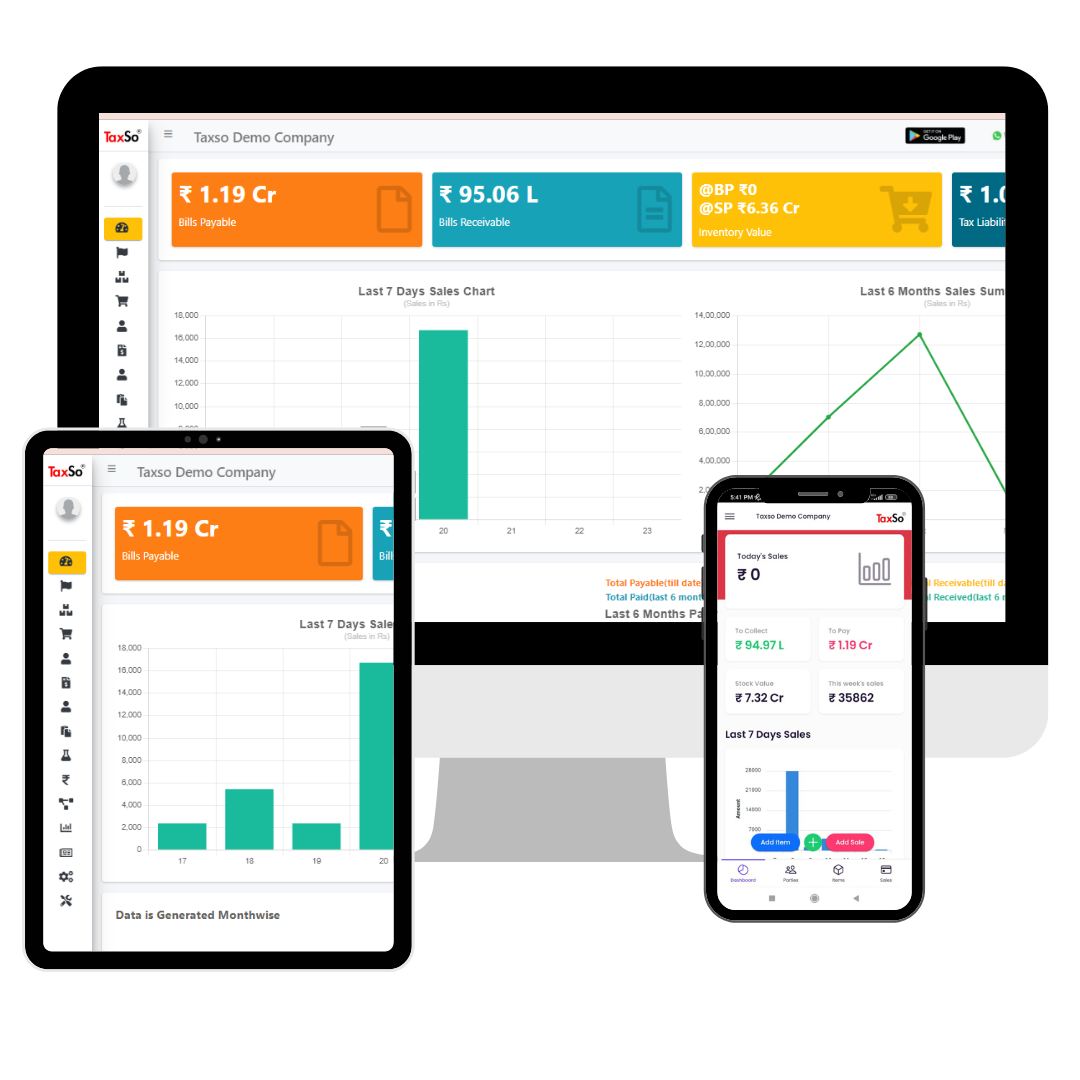 TaxSo®
Taxso Demo Company
GET IT ON
Google Play
₹ 1.19 Cr
Bills Payable
₹ 95.06 L
Bills Receivable
@BP ₹0
@SP ₹6.36 Cr
Inventory Value
₹ 1.0
Tax Liabilit
Last 7 Days Sales Chart
(Sales in Rs)
18,000
16,000
14,000
12,000
10,000
20
21
22
23
Last 6 Months Sales Sum
(Sales in Rs)
14,00,000
12,00,000
10,00,000
8,00,000
6,00,000
4,00,000
Total Payable(till date
Total Paid(last 6 mont
Last 6 Months Pa
Receivable(till da
Received(last 6 m
TaxSo®
Taxso Demo Company
₹ 1.19 Cr
Bills Payable
₹
Bill
Last 7 Days Sale
(Sales in Rs)
18,000
16,000
14,000
12,000
10,000
8,000
6,000
4,000
2,000
0
17
18
19
20
Data is Generated Monthwise
5:41 PM
Taxso Demo Company
TaxSo®
Today's Sales
₹ 0
To Collect
₹ 94.97 L
To Pay
₹ 1.19 Cr
Stock Value
₹ 7.32 Cr
This week's sales
₹ 35862
Last 7 Days Sales
Amount
28000
21000
14000
7000
Add Item
+
Add Sale
Dashboard
Parties
Items
Sales